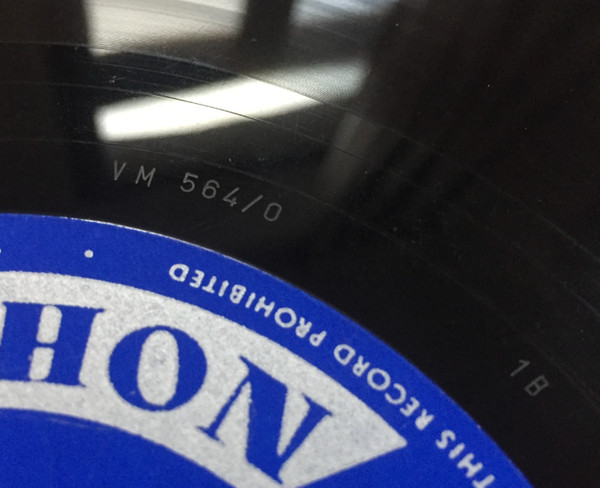 VM 564/0
1B
THIS RECORD PROHIBITED
HON